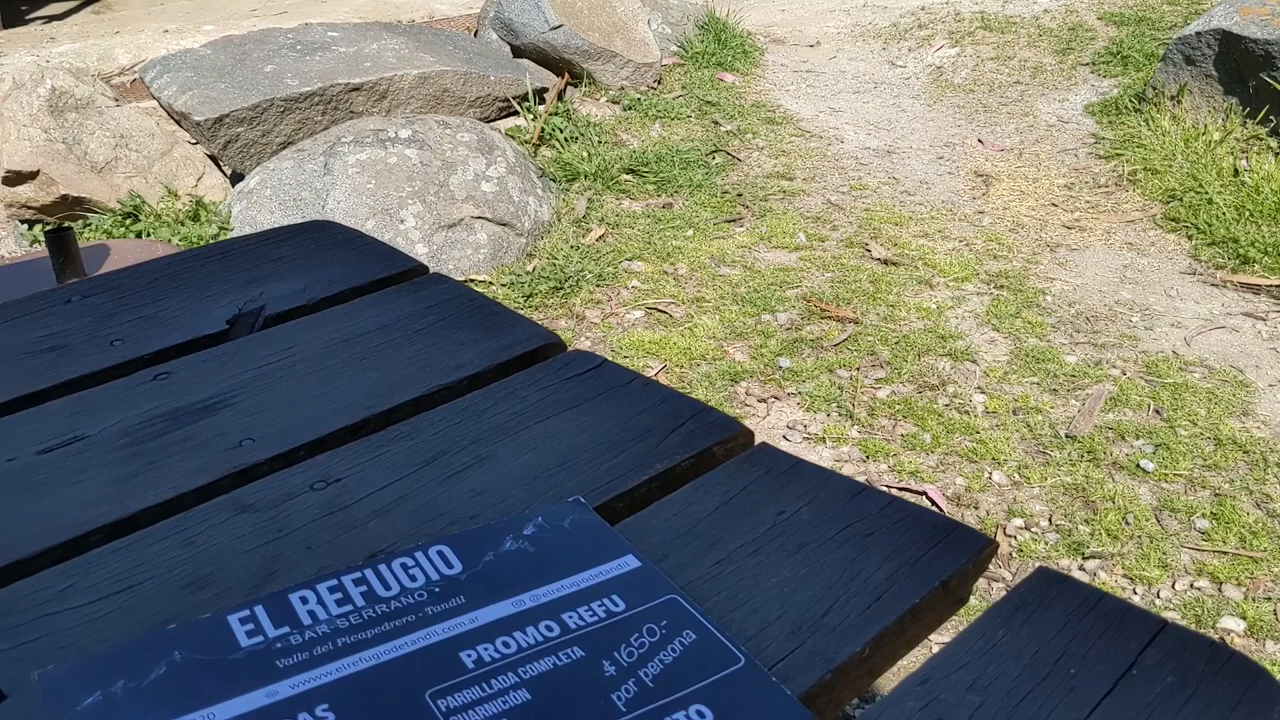 EL REFUGIO
• BAR SERRANO •
Valle del Picapedrero - Tandil
www.elrefugiodetandil.com.ar
@elrefugiodetandil
PROMO REFU
PARRILLADA COMPLETA
GUARNICIÓN
$1650.-
por persona